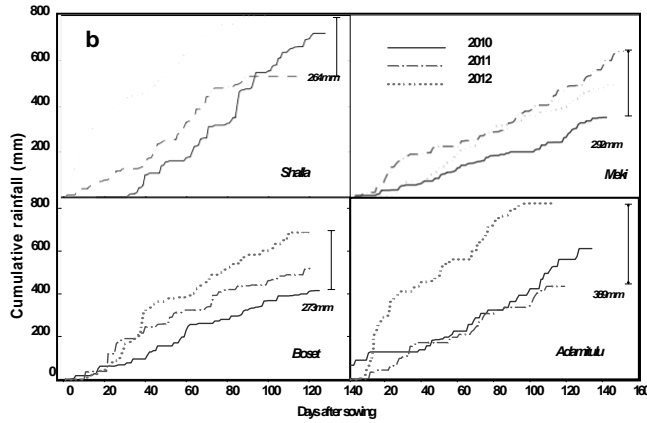 800
b
2010
2011
2012
600
400
264mm
Shalla
200
292mm
Meki
800
600
400
273mm
369mm
200
Boset
Adamitulu
0
0 20 40 60 80 100 120 140 20 40 60 80 100 120 140 160
Days after sowing
Cumulative rainfall (mm)